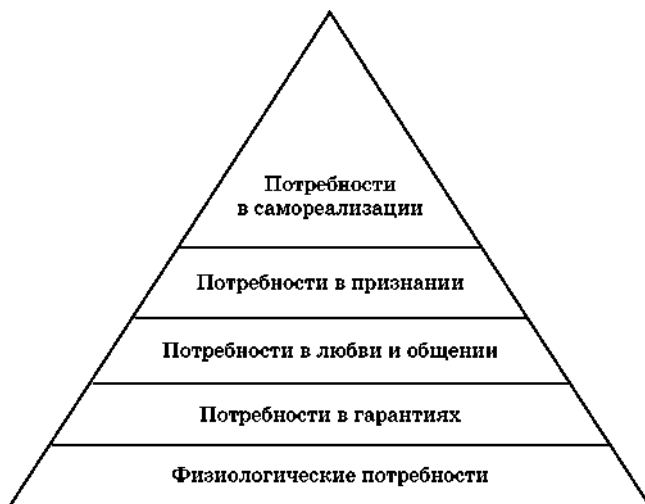 Потребности
в самореализации
Потребности в признании
Потребности в любви и общении
Потребности в гарантиях
Физиологические потребности